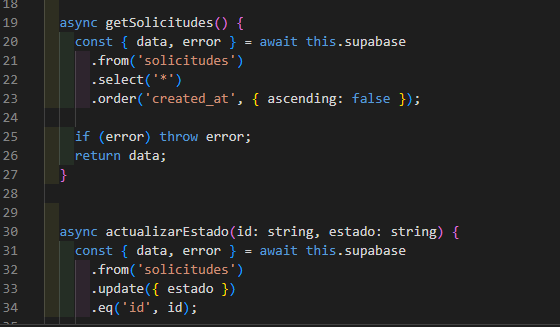 18
19 async getSolicitudes() {
20 const { data, error } = await this.supabase
21 .from('solicitudes')
22 .select('*')
23 .order('created_at', { ascending: false });
24
25 if (error) throw error;
26 return data;
27 }
28
29
30 async actualizarEstado(id: string, estado: string) {
31 const { data, error } = await this.supabase
32 .from('solicitudes')
33 .update({ estado })
34 .eq('id', id);